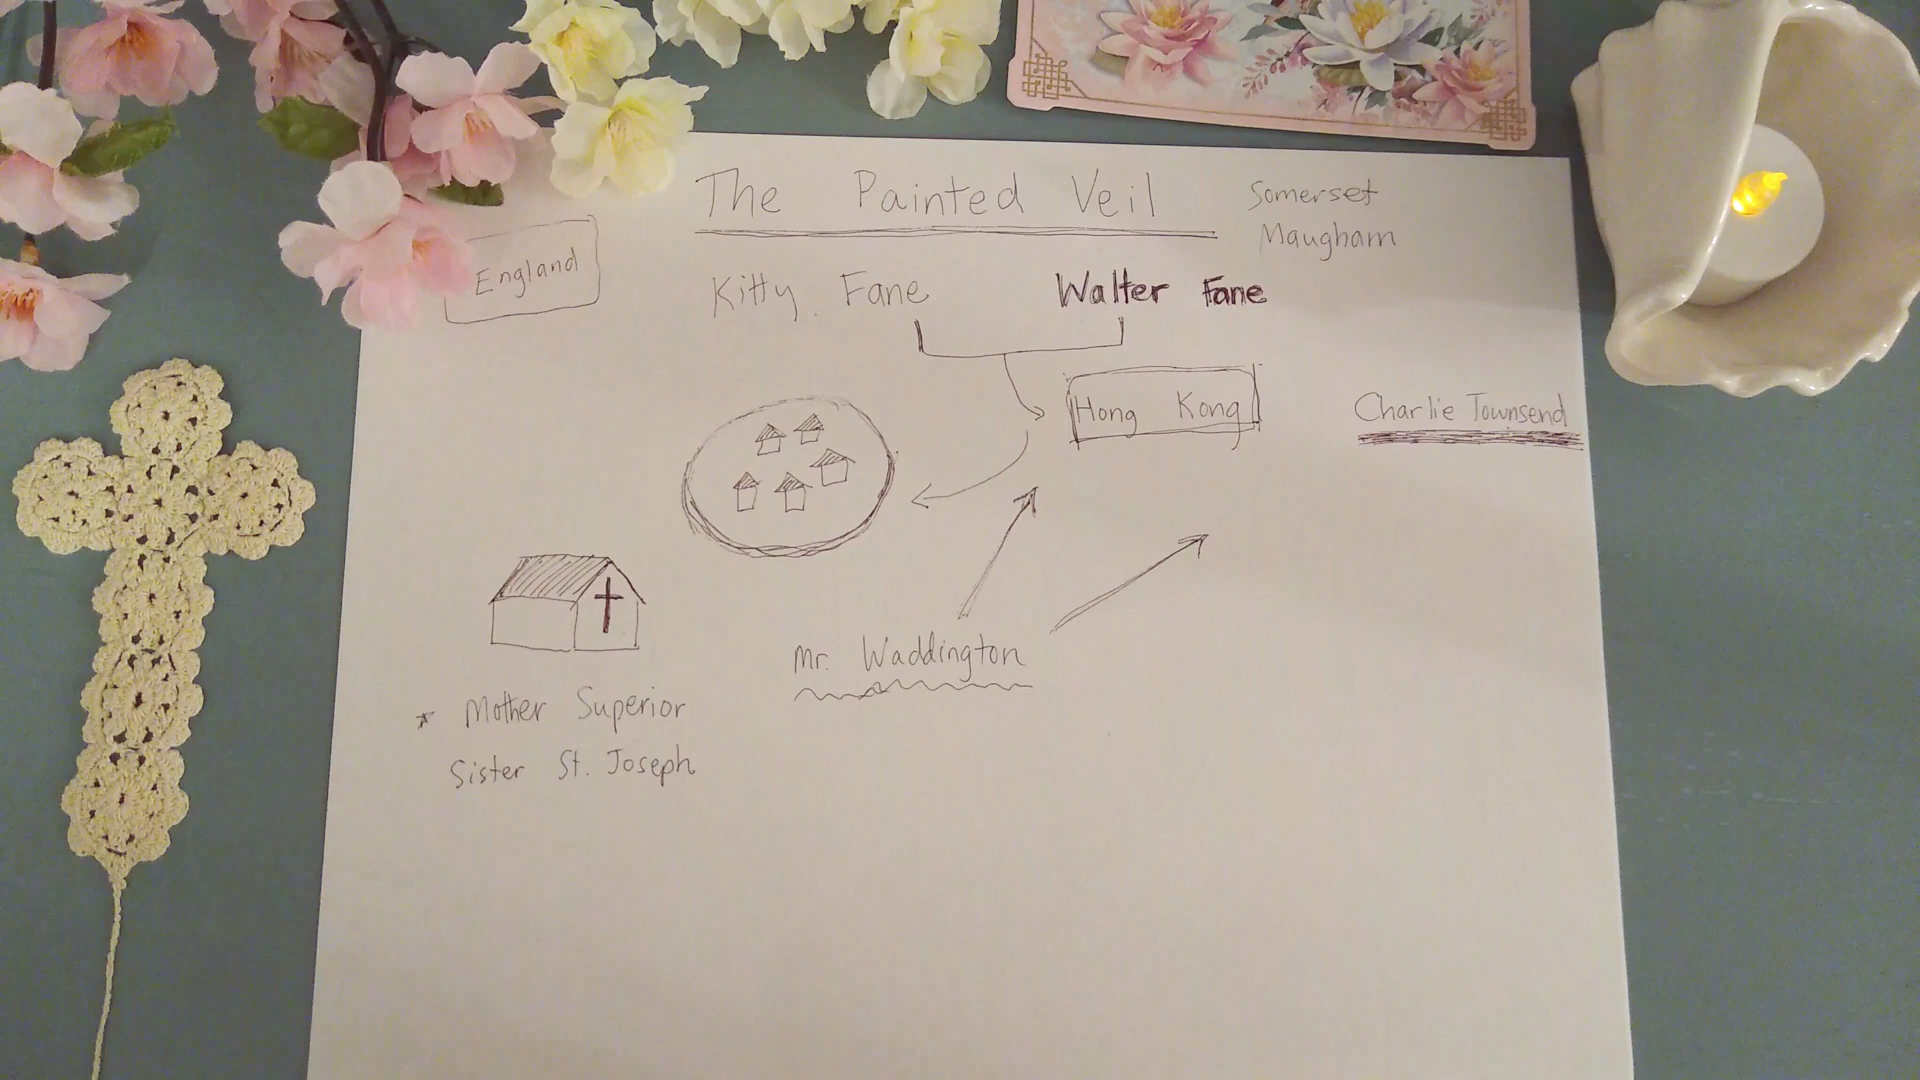 The Painted Veil
Somerset
Maugham
England
Kitty Fane
Walter Fane
Hong Kong
Charlie Townsend
Mr. Waddington
* Mother Superior
Sister St. Joseph